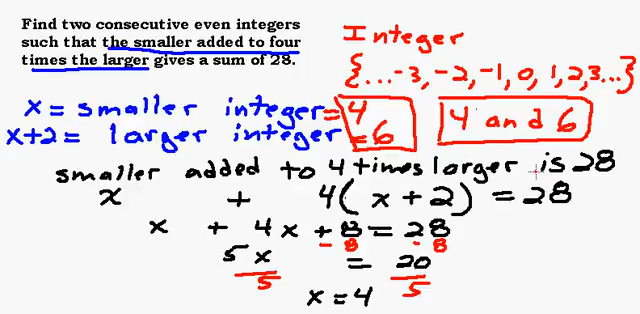 Find two consecutive even integers
such that the smaller added to four
times the larger gives a sum of 28.
Integer
{...-3, -2, -1, 0, 1, 2, 3...}
x = smaller integer = 4
x+2 = larger integer = 6
4 and 6
smaller added to 4 times larger is 28
x + 4(x+2) = 28
x + 4x + 8 = 28
- 8 - 8
5x = 20
5 5
x = 4